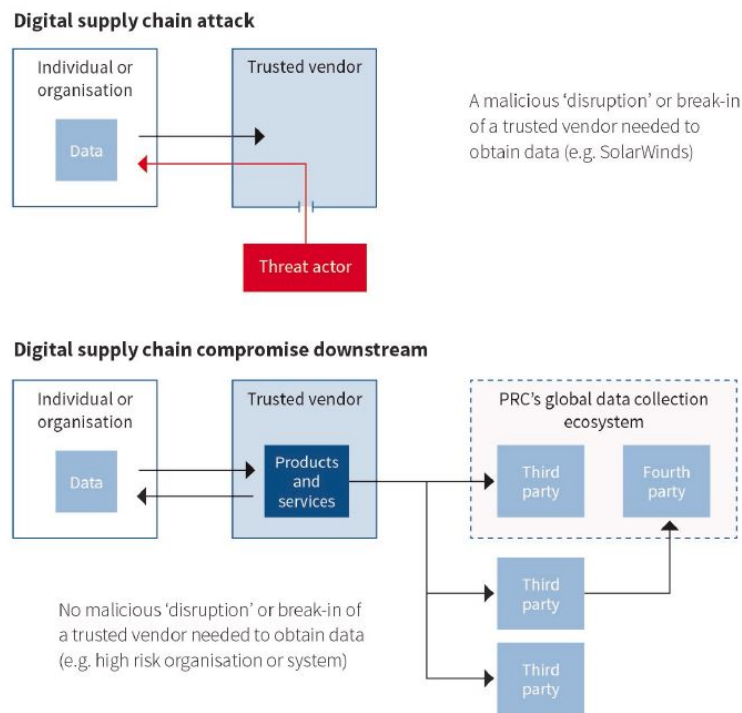 Digital supply chain attack
Individual or
organisation
Data
Trusted vendor
Threat actor
A malicious ‘disruption’ or break-in
of a trusted vendor needed to
obtain data (e.g. SolarWinds)
Digital supply chain compromise downstream
Individual or
organisation
Data
Trusted vendor
Products
and
services
PRC’s global data collection
ecosystem
Third
party
Fourth
party
Third
party
Third
party
No malicious ‘disruption’ or break-in of
a trusted vendor needed to obtain data
(e.g. high risk organisation or system)